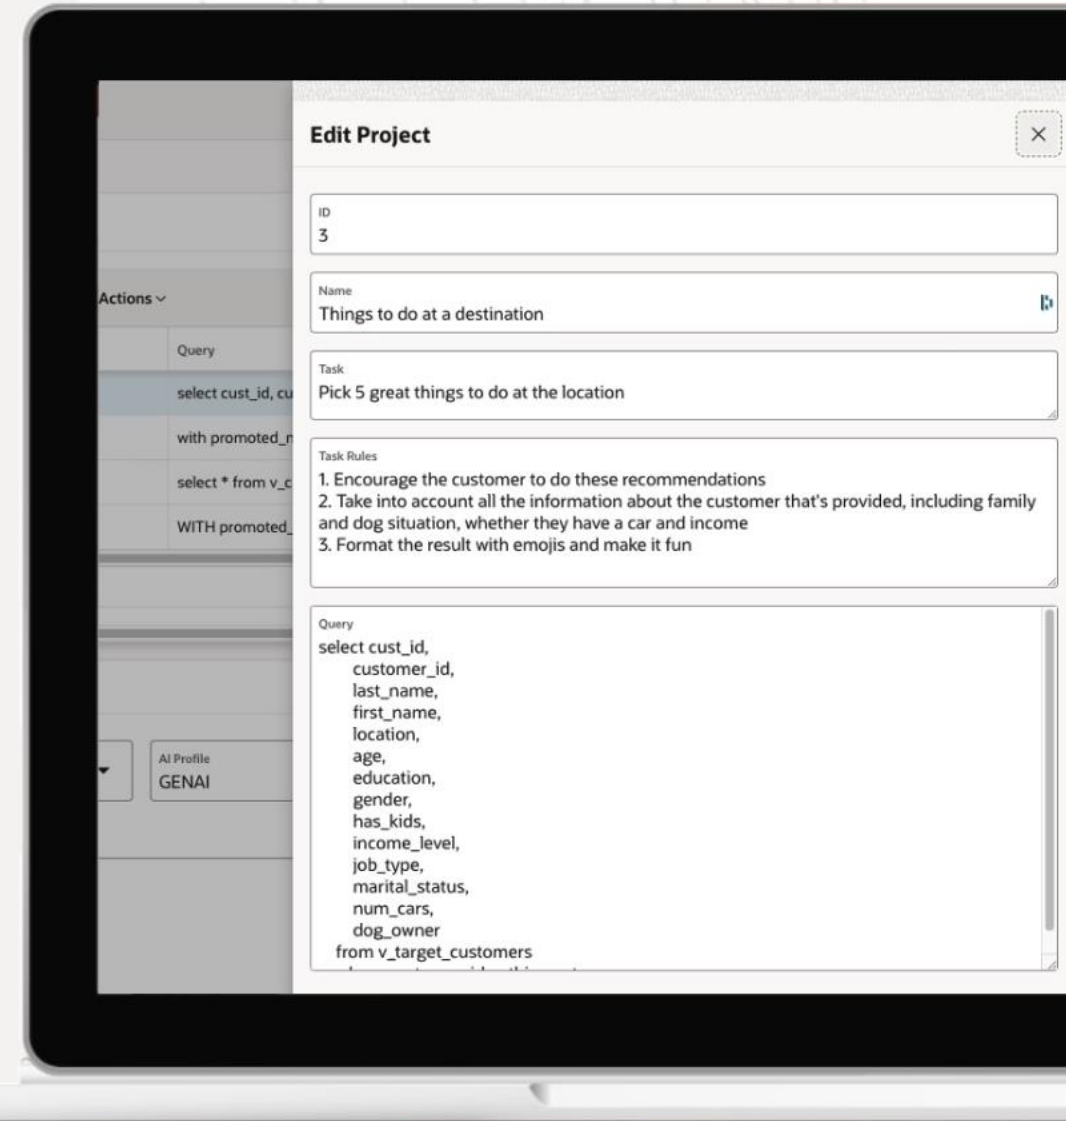 Edit Project
ID
3
Name
Things to do at a destination
Task
Pick 5 great things to do at the location
Task Rules
1. Encourage the customer to do these recommendations
2. Take into account all the information about the customer that's provided, including family
and dog situation, whether they have a car and income
3. Format the result with emojis and make it fun
Query
select cust_id,
customer_id,
last_name,
first_name,
location,
age,
education,
gender,
has_kids,
income_level,
job_type,
marital_status,
num_cars,
dog_owner
from v_target_customers
Actions
Query
select cust_id, cu
with promoted_n
select * from v_c
WITH promoted_
AI Profile
GENAI